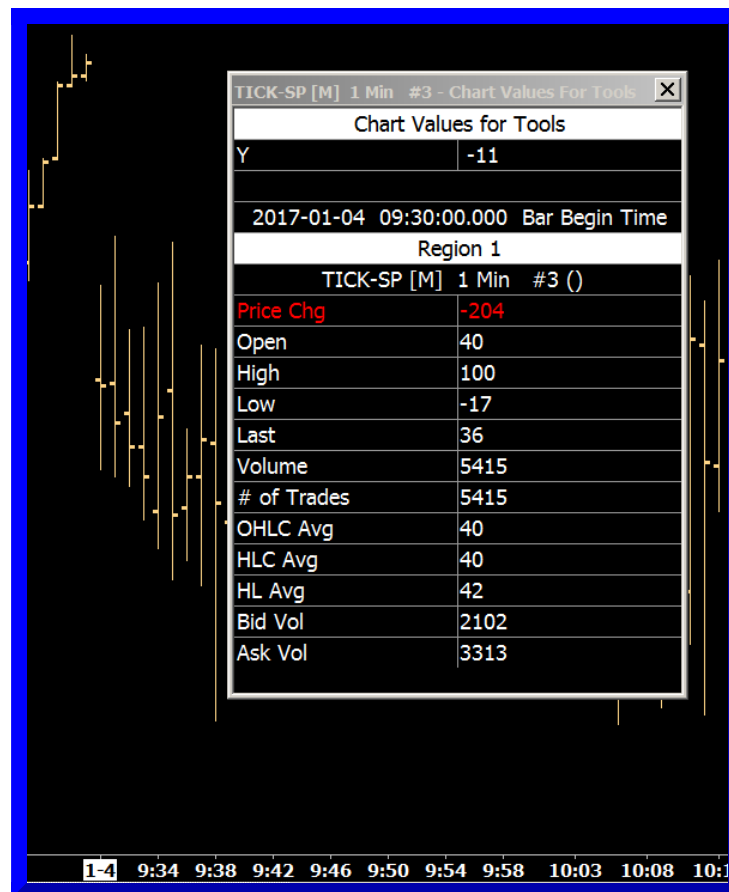 TICK-SP [M] 1 Min #3 - Chart Values For Tools
Chart Values for Tools
Y -11
2017-01-04 09:30:00.000 Bar Begin Time
Region 1
TICK-SP [M] 1 Min #3 ()
Price Chg -204
Open 40
High 100
Low -17
Last 36
Volume 5415
# of Trades 5415
OHLC Avg 40
HLC Avg 40
HL Avg 42
Bid Vol 2102
Ask Vol 3313
1-4 9:34 9:38 9:42 9:46 9:50 9:54 9:58 10:03 10:08